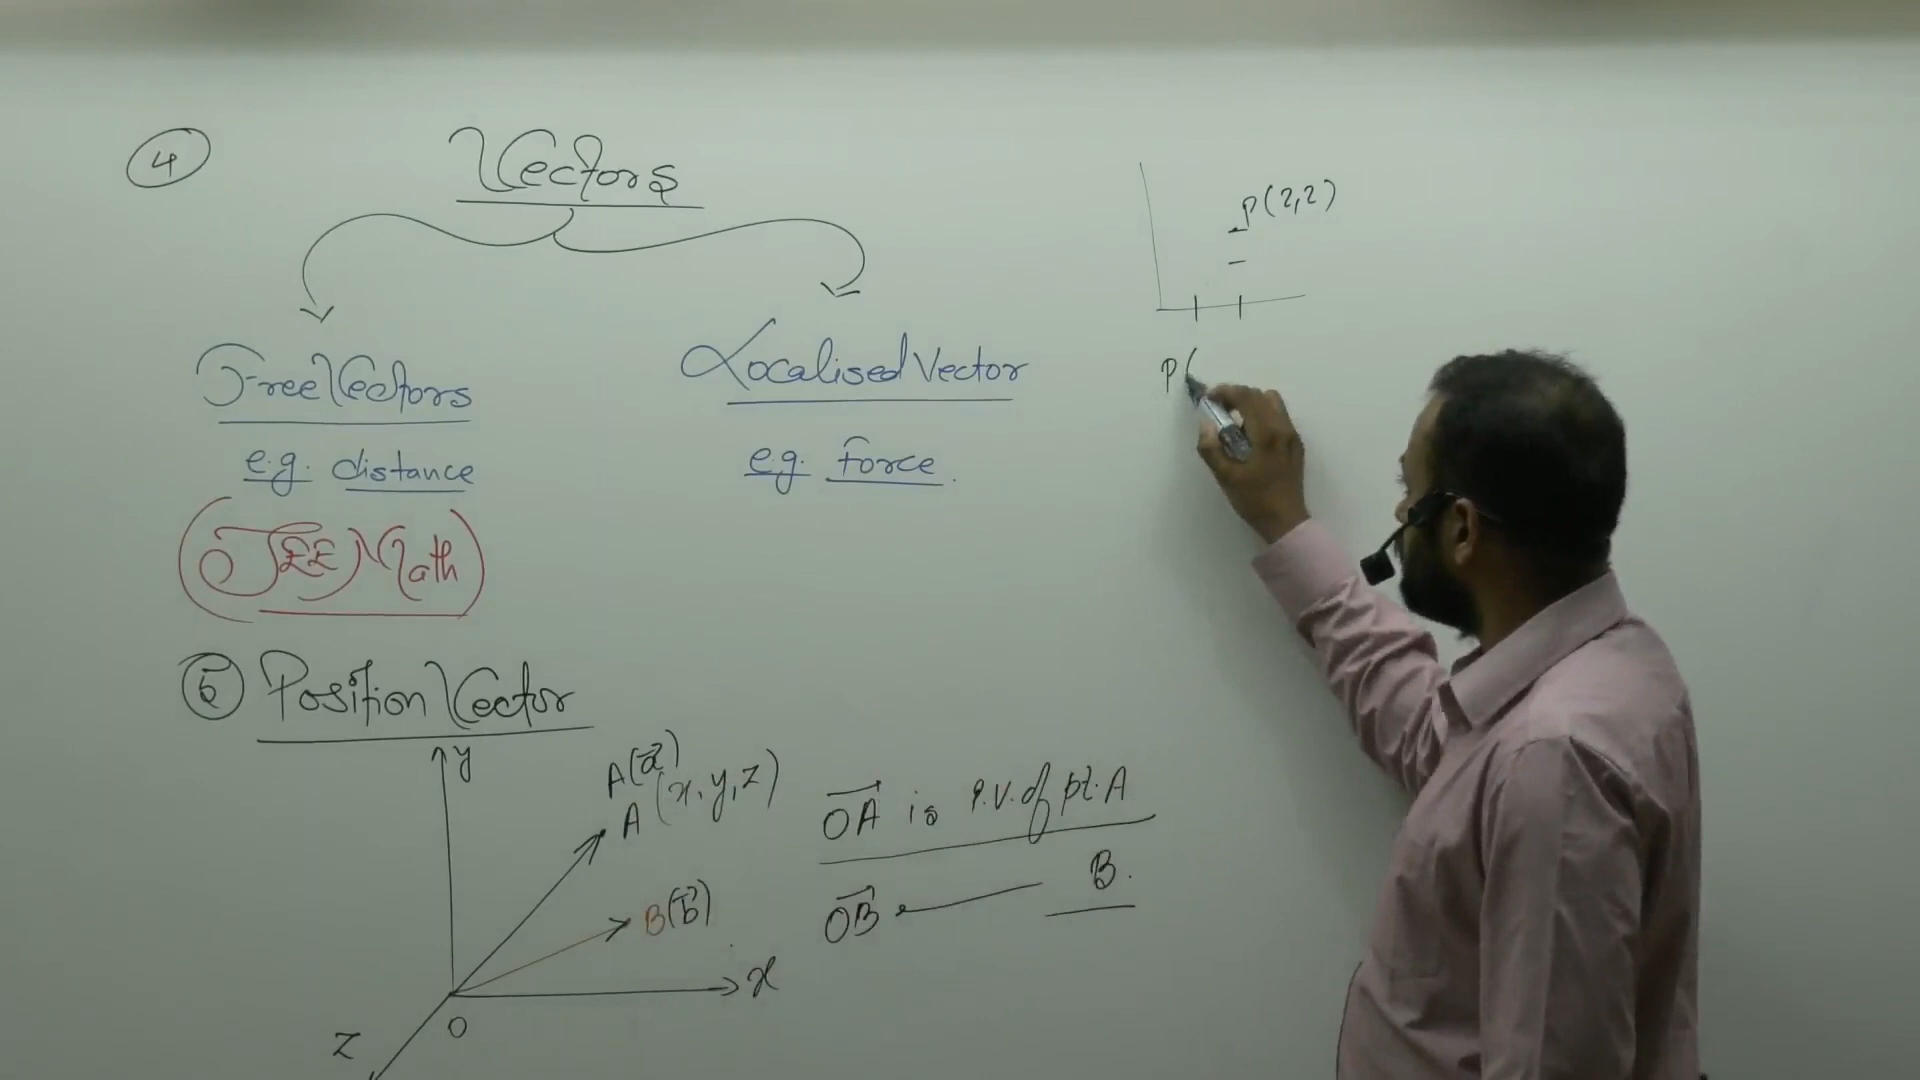 ④ Vectors
Free Vectors
e.g. distance
(JEE) Math)
Localised Vector
e.g. Force.
⑤ Position Vector
y
A(a⃗)
A (x, y, z)
B(b⃗)
x
O
z
OA⃗ is P.V. of pt. A
OB⃗ — B.
P(2,2)
P(